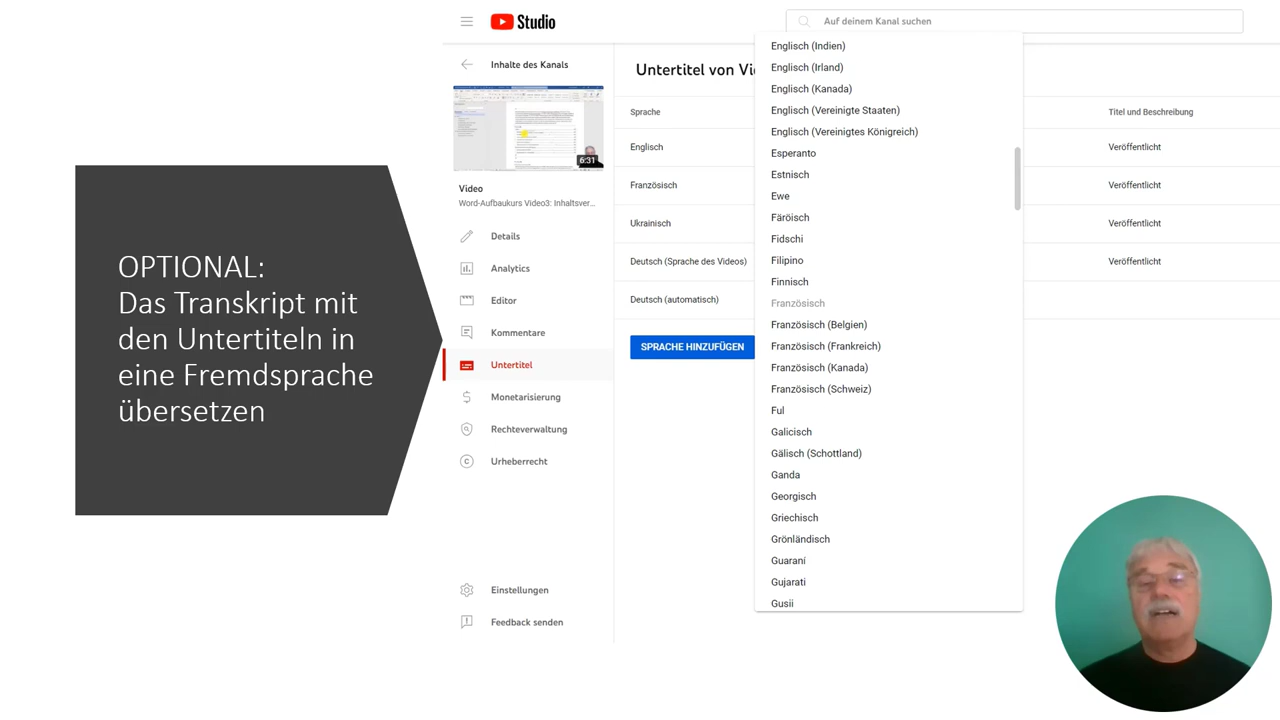 OPTIONAL:
Das Transkript mit
den Untertiteln in
eine Fremdsprache
übersetzen
Studio
Auf deinem Kanal suchen
Inhalte des Kanals
6:31
Video
Word-Aufbaukurs Video3: Inhaltsver...
Details
Analytics
Editor
Kommentare
Untertitel
Monetarisierung
Rechteverwaltung
Urheberrecht
Einstellungen
Feedback senden
Untertitel von
Sprache
Titel und Beschreibung
Englisch
Veröffentlicht
Französisch
Veröffentlicht
Ukrainisch
Veröffentlicht
Deutsch (Sprache des Videos)
Veröffentlicht
Deutsch (automatisch)
SPRACHE HINZUFÜGEN
Englisch (Indien)
Englisch (Irland)
Englisch (Kanada)
Englisch (Vereinigte Staaten)
Englisch (Vereinigtes Königreich)
Esperanto
Estnisch
Ewe
Färöisch
Fidschi
Filipino
Finnisch
Französisch
Französisch (Belgien)
Französisch (Frankreich)
Französisch (Kanada)
Französisch (Schweiz)
Ful
Galicisch
Gälisch (Schottland)
Ganda
Georgisch
Griechisch
Grönländisch
Guaraní
Gujarati
Gusii